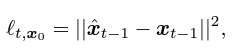 ℓ_{t,𝒙_0} = ||𝒙̂_{t−1} − 𝒙_{t−1}||²,